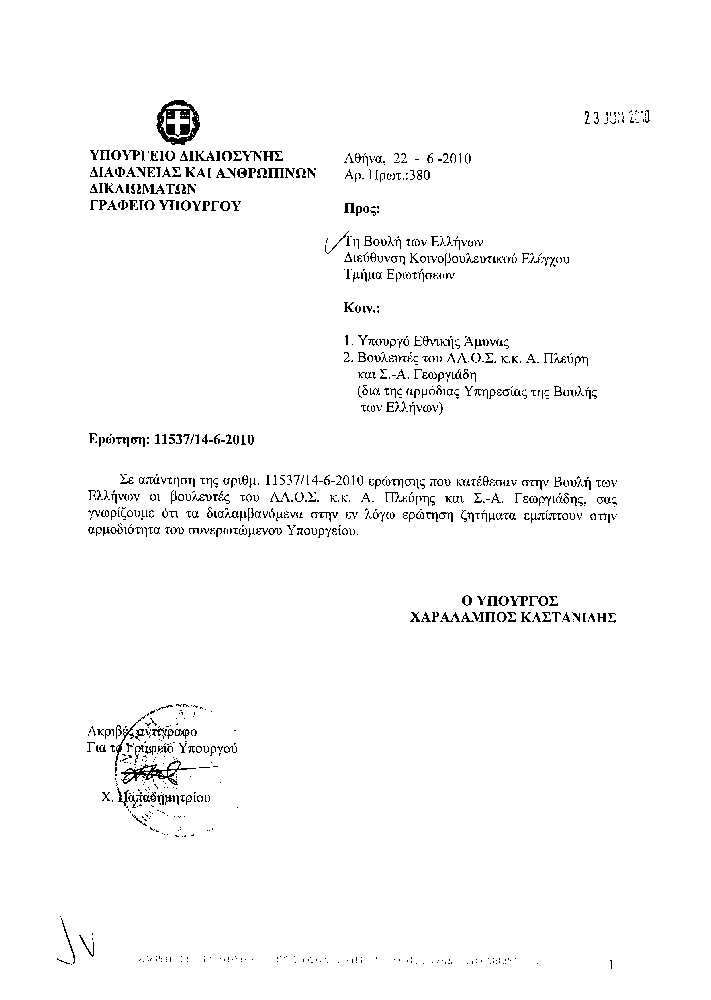 23 JUN 2010
ΥΠΟΥΡΓΕΙΟ ΔΙΚΑΙΟΣΥΝΗΣ
ΔΙΑΦΑΝΕΙΑΣ ΚΑΙ ΑΝΘΡΩΠΙΝΩΝ
ΔΙΚΑΙΩΜΑΤΩΝ
ΓΡΑΦΕΙΟ ΥΠΟΥΡΓΟΥ
Αθήνα, 22 - 6 -2010
Αρ. Πρωτ.:380
Προς:
Τη Βουλή των Ελλήνων
Διεύθυνση Κοινοβουλευτικού Ελέγχου
Τμήμα Ερωτήσεων
Κοιν.:
1. Υπουργό Εθνικής Άμυνας
2. Βουλευτές του ΛΑ.Ο.Σ. κ.κ. Α. Πλεύρη
και Σ.-Α. Γεωργιάδη
(δια της αρμόδιας Υπηρεσίας της Βουλής
των Ελλήνων)
Ερώτηση: 11537/14-6-2010
Σε απάντηση της αριθμ. 11537/14-6-2010 ερώτησης που κατέθεσαν στην Βουλή των
Ελλήνων οι βουλευτές του ΛΑ.Ο.Σ. κ.κ. Α. Πλεύρης και Σ.-Α. Γεωργιάδης, σας
γνωρίζουμε ότι τα διαλαμβανόμενα στην εν λόγω ερώτηση ζητήματα εμπίπτουν στην
αρμοδιότητα του συνερωτώμενου Υπουργείου.
Ο ΥΠΟΥΡΓΟΣ
ΧΑΡΑΛΑΜΠΟΣ ΚΑΣΤΑΝΙΔΗΣ
Ακριβές αντίγραφο
Για το Γραφείο Υπουργού
Χ. Παπαδημητρίου
1